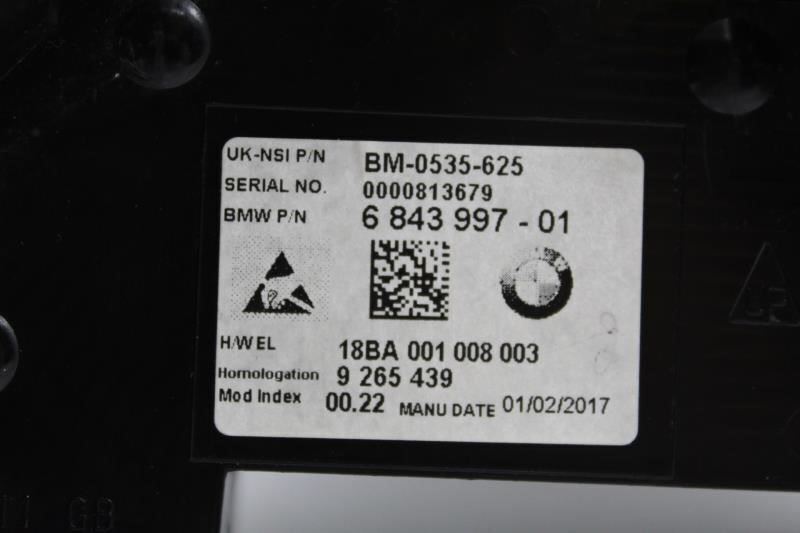 UK-NSI P/N BM-0535-625
SERIAL NO. 0000813679
BMW P/N 6 843 997 - 01
H/W EL 18BA 001 008 003
Homologation 9 265 439
Mod Index 00.22 MANU DATE 01/02/2017
GB